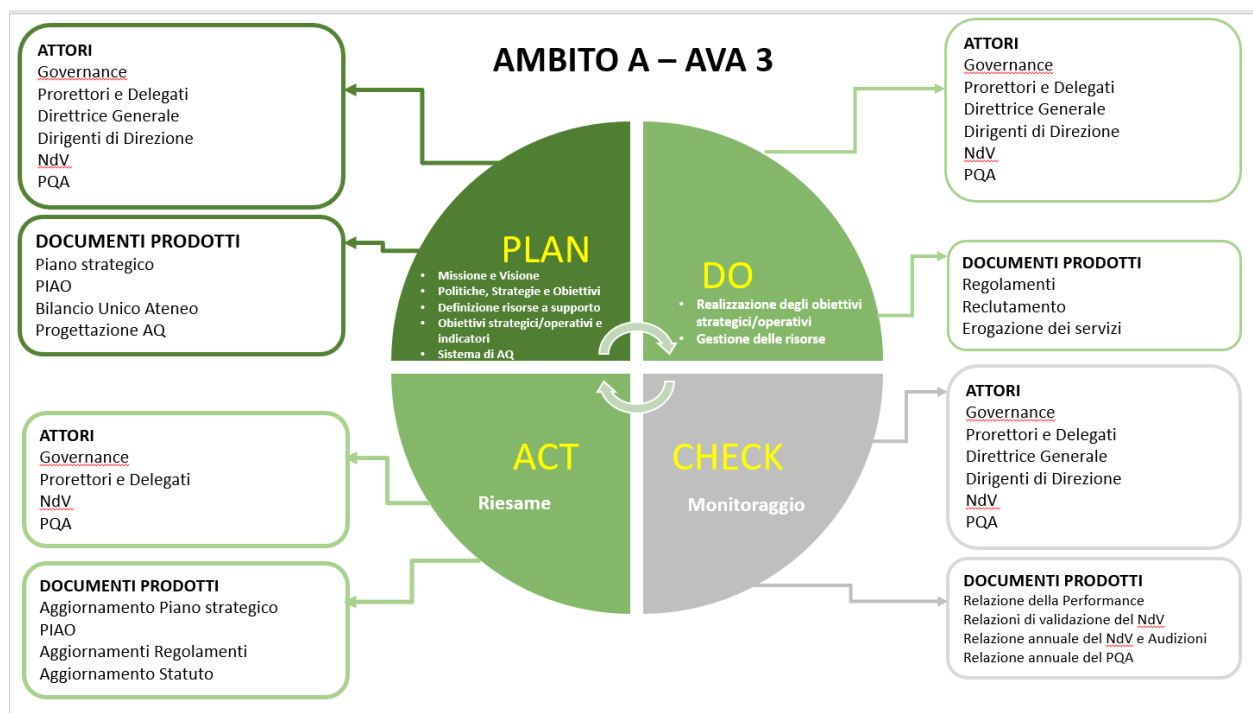 AMBITO A – AVA 3
ATTORI
Governance
Prorettori e Delegati
Direttrice Generale
Dirigenti di Direzione
NdV
PQA
DOCUMENTI PRODOTTI
Piano strategico
PIAO
Bilancio Unico Ateneo
Progettazione AQ
PLAN
• Missione e Visione
• Politiche, Strategie e Obiettivi
• Definizione risorse a supporto
• Obiettivi strategici/operativi e
indicatori
• Sistema di AQ
DO
• Realizzazione degli obiettivi
strategici/operativi
• Gestione delle risorse
ATTORI
Governance
Prorettori e Delegati
Direttrice Generale
Dirigenti di Direzione
NdV
PQA
DOCUMENTI PRODOTTI
Regolamenti
Reclutamento
Erogazione dei servizi
ATTORI
Governance
Prorettori e Delegati
NdV
PQA
DOCUMENTI PRODOTTI
Aggiornamento Piano strategico
PIAO
Aggiornamenti Regolamenti
Aggiornamento Statuto
ACT
Riesame
CHECK
Monitoraggio
ATTORI
Governance
Prorettori e Delegati
Direttrice Generale
Dirigenti di Direzione
NdV
PQA
DOCUMENTI PRODOTTI
Relazione della Performance
Relazioni di validazione del NdV
Relazione annuale del NdV e Audizioni
Relazione annuale del PQA